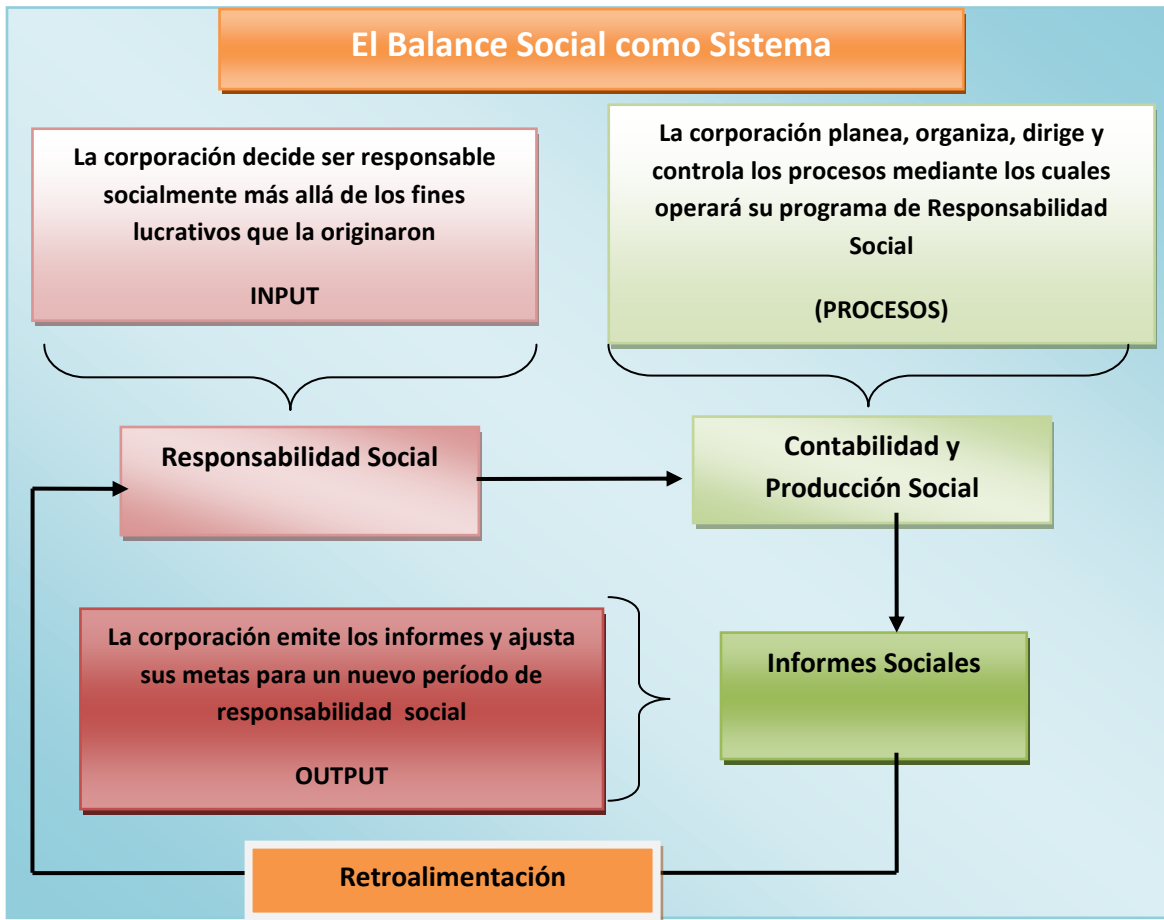 El Balance Social como Sistema
La corporación decide ser responsable
socialmente más allá de los fines
lucrativos que la originaron
INPUT
La corporación planea, organiza, dirige y
controla los procesos mediante los cuales
operará su programa de Responsabilidad
Social
(PROCESOS)
Responsabilidad Social
Contabilidad y
Producción Social
La corporación emite los informes y ajusta
sus metas para un nuevo período de
responsabilidad social
OUTPUT
Informes Sociales
Retroalimentación